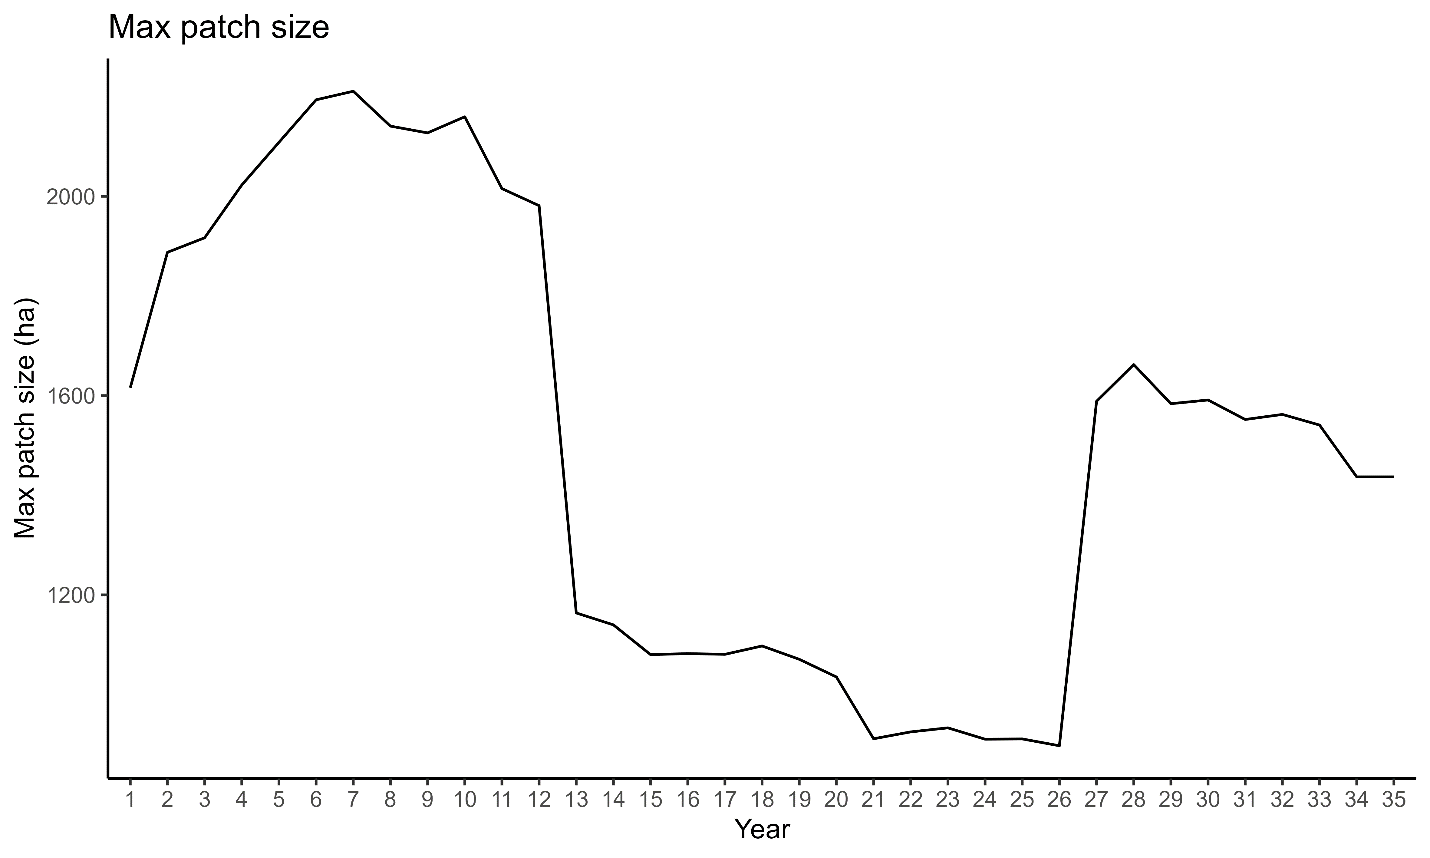 Max patch size
Max patch size (ha)
2000
1600
1200
1 2 3 4 5 6 7 8 9 10 11 12 13 14 15 16 17 18 19 20 21 22 23 24 25 26 27 28 29 30 31 32 33 34 35
Year